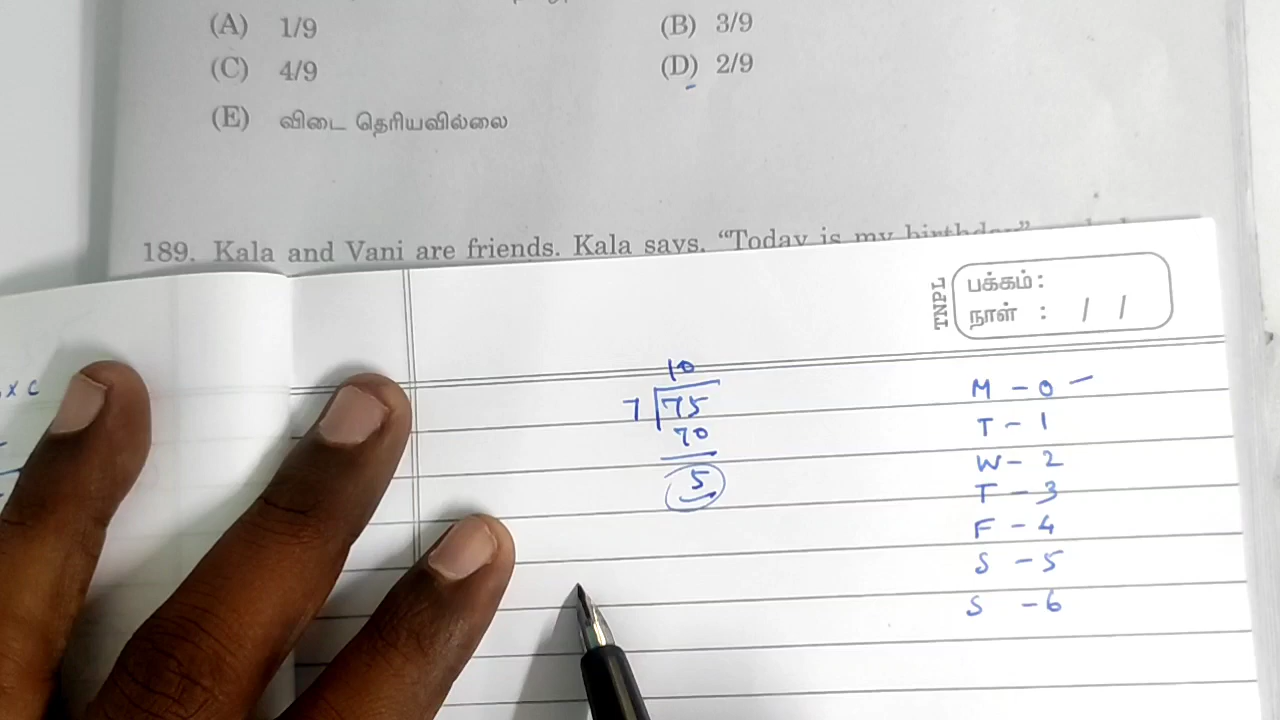 (A) 1/9 (B) 3/9
(C) 4/9 (D) 2/9
(E) விடை தெரியவில்லை
189. Kala and Vani are friends. Kala says, "Today is my birthday"
TNPL
பக்கம் :
நாள் : / /
x c
10
7 75
70
5
M - 0 -
T - 1
W - 2
T - 3
F - 4
S - 5
S - 6